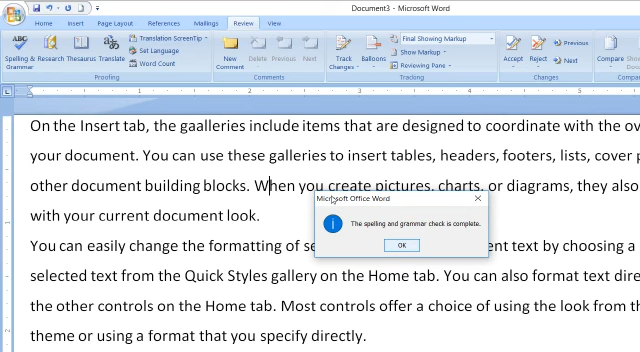 Document3 - Microsoft Word
Home Insert Page Layout References Mailings Review View
ABC
Spelling & Grammar Research Thesaurus Translate
Translation ScreenTip
Set Language
Word Count
New Comment Delete Previous Next
Track Changes Balloons
Final Showing Markup
Show Markup
Reviewing Pane
Accept Reject
Previous
Next
Compare
Proofing Comments Tracking Changes Compare
1 2 3 4 5
On the Insert tab, the gaalleries include items that are designed to coordinate with the ov
your document. You can use these galleries to insert tables, headers, footers, lists, cover p
other document building blocks. When you create pictures, charts, or diagrams, they also
with your current document look.
Microsoft Office Word
The spelling and grammar check is complete.
OK
You can easily change the formatting of se ent text by choosing a
selected text from the Quick Styles gallery on the Home tab. You can also format text dire
the other controls on the Home tab. Most controls offer a choice of using the look from th
theme or using a format that you specify directly.